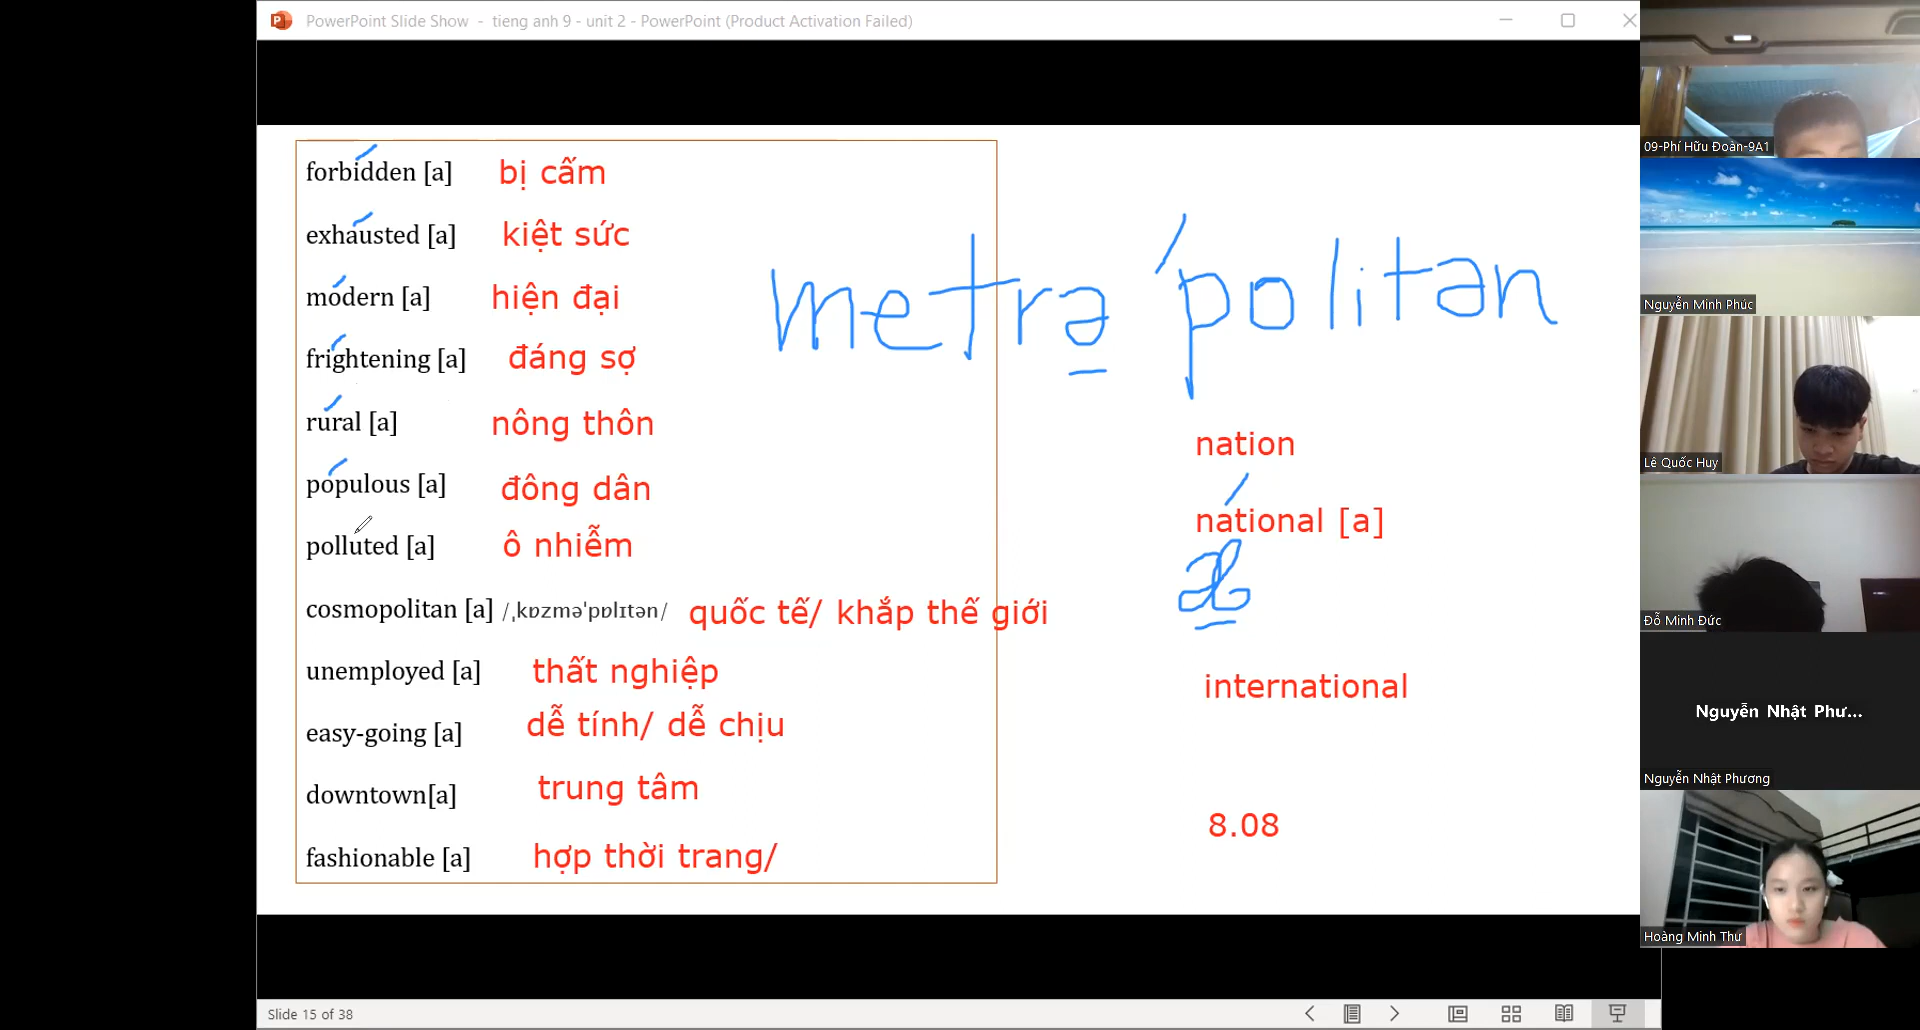 PowerPoint Slide Show - tieng anh 9 - unit 2 - PowerPoint (Product Activation Failed)
forbidden [a] bị cấm
exhausted [a] kiệt sức
modern [a] hiện đại
frightening [a] đáng sợ
rural [a] nông thôn
populous [a] đông dân
polluted [a] ô nhiễm
cosmopolitan [a] /ˌkɒzməˈpɒlɪtən/ quốc tế/ khắp thế giới
unemployed [a] thất nghiệp
easy-going [a] dễ tính/ dễ chịu
downtown[a] trung tâm
fashionable [a] hợp thời trang/
metrə ˈpolitən
nation
national [a]
æ
international
8.08
09-Phí Hữu Đoàn-9A1
Nguyễn Minh Phúc
Lê Quốc Huy
Đỗ Minh Đức
Nguyễn Nhật Phư...
Nguyễn Nhật Phương
Hoàng Minh Thư
Slide 15 of 38